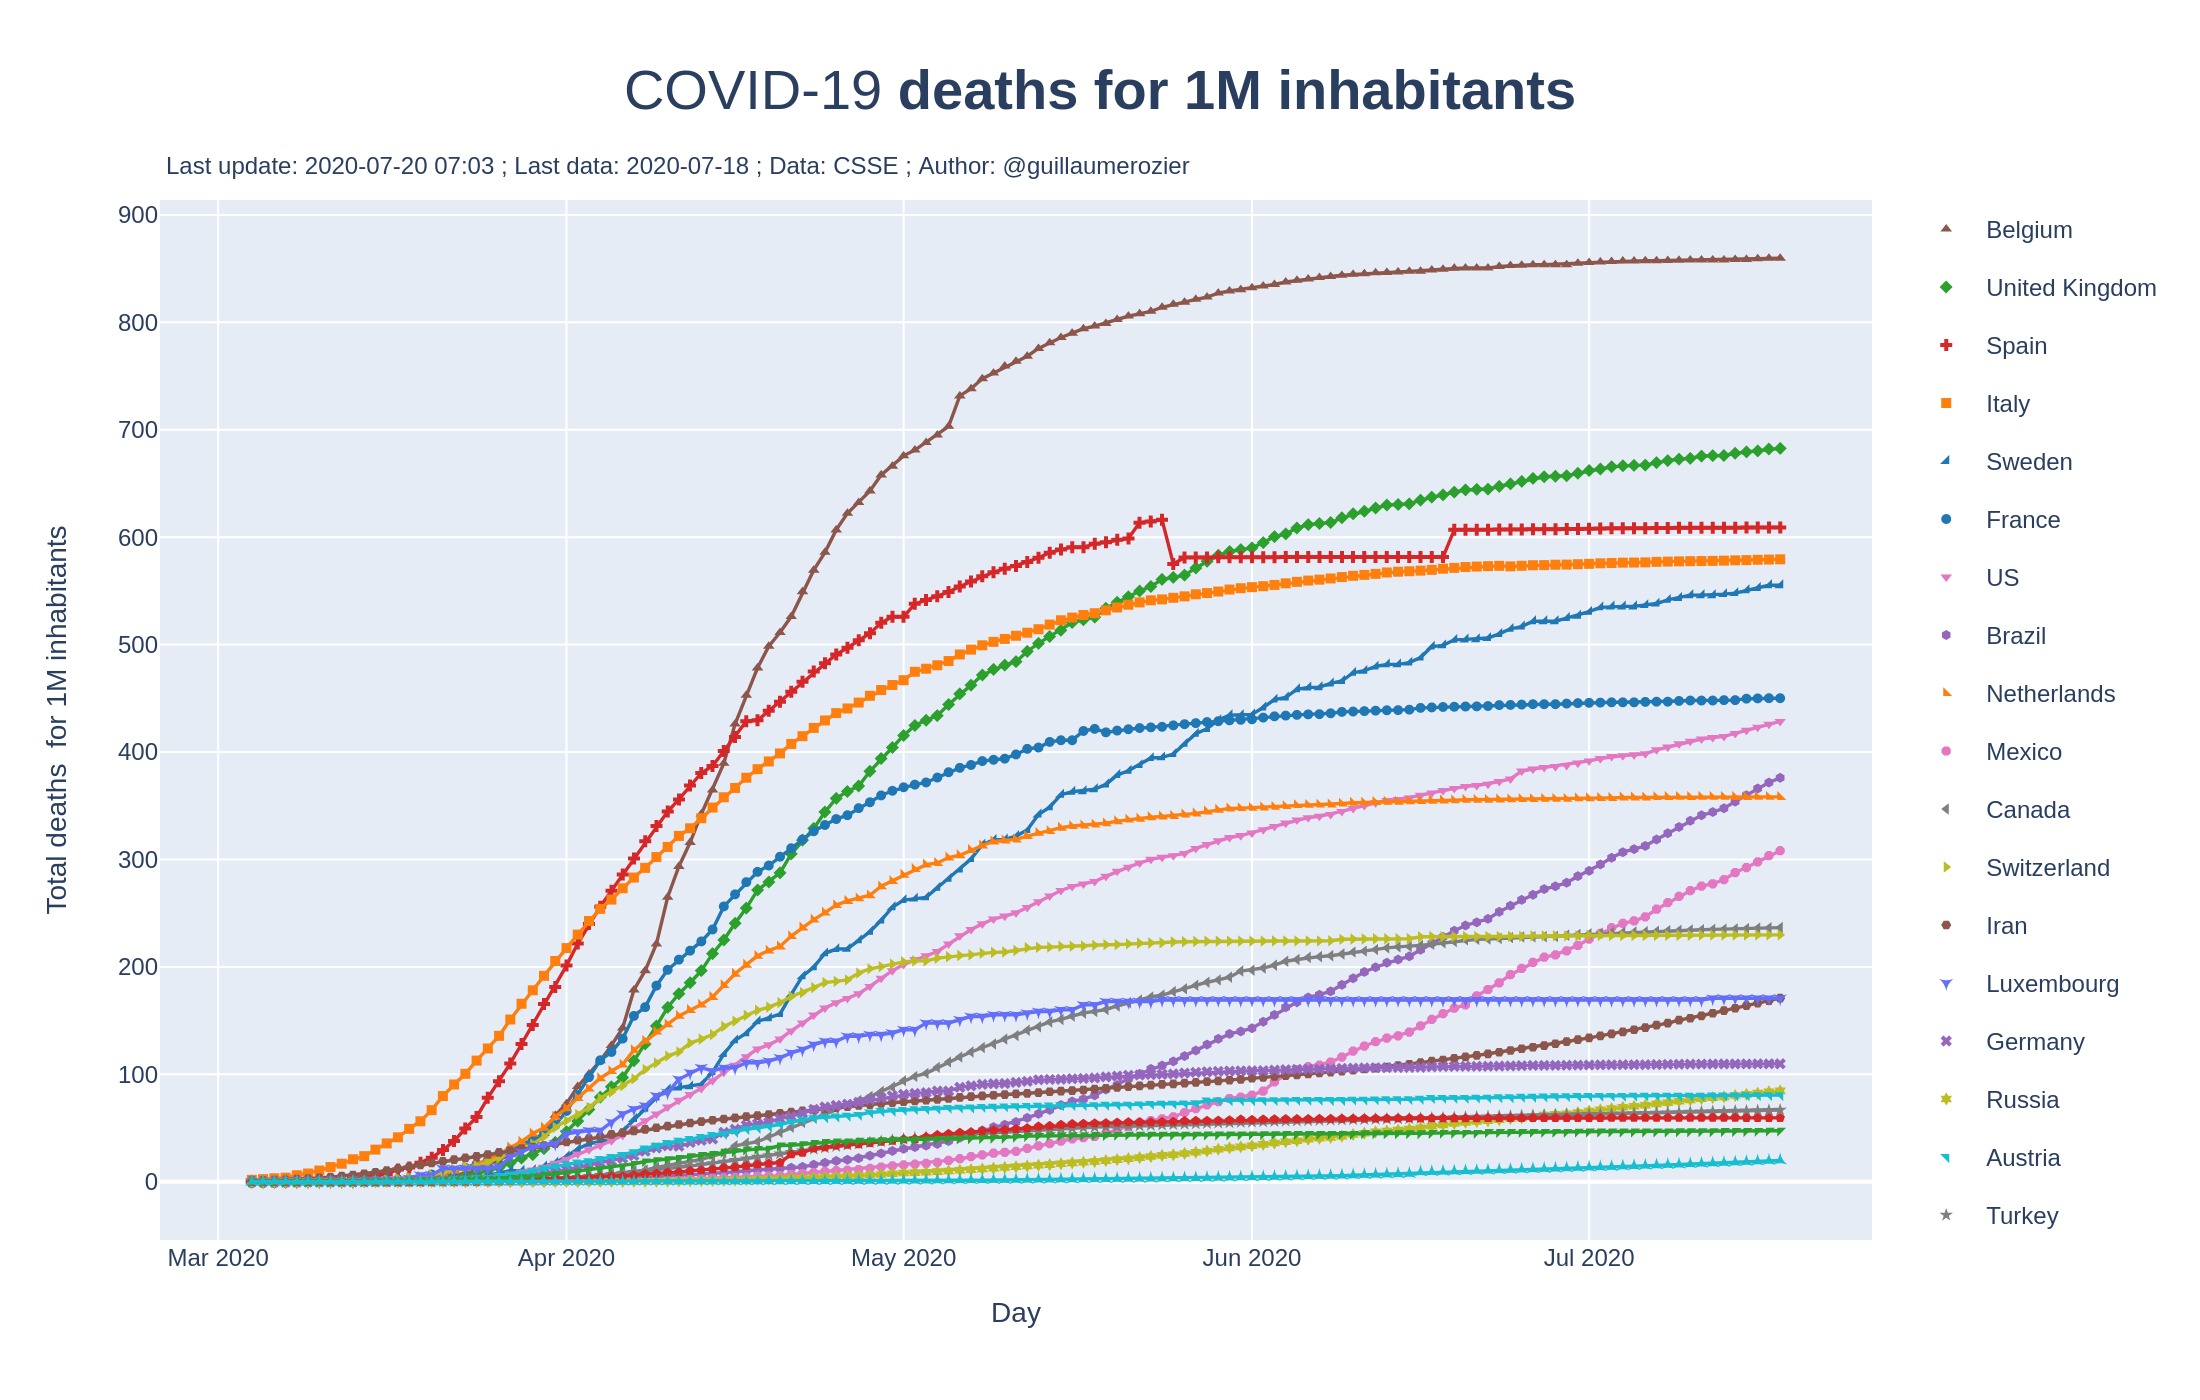 COVID-19 deaths for 1M inhabitants
Last update: 2020-07-20 07:03 ; Last data: 2020-07-18 ; Data: CSSE ; Author: @guillaumerozier
Total deaths for 1M inhabitants
900
800
700
600
500
400
300
200
100
0
Mar 2020
Apr 2020
May 2020
Jun 2020
Jul 2020
Day
Belgium
United Kingdom
Spain
Italy
Sweden
France
US
Brazil
Netherlands
Mexico
Canada
Switzerland
Iran
Luxembourg
Germany
Russia
Austria
Turkey